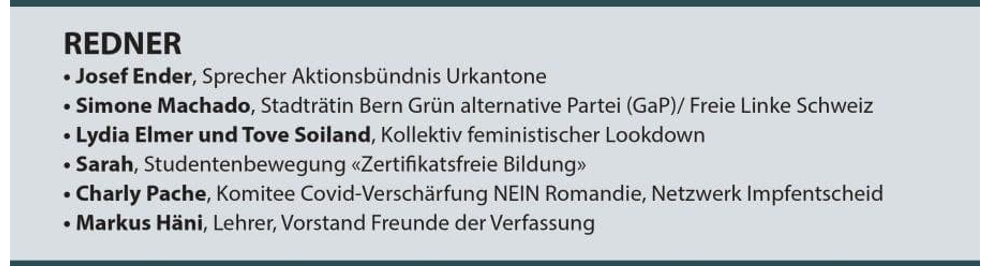 REDNER
• Josef Ender, Sprecher Aktionsbündnis Urkantone
• Simone Machado, Stadträtin Bern Grün alternative Partei (GaP)/ Freie Linke Schweiz
• Lydia Elmer und Tove Soiland, Kollektiv feministischer Lookdown
• Sarah, Studentenbewegung «Zertifikatsfreie Bildung»
• Charly Pache, Komitee Covid-Verschärfung NEIN Romandie, Netzwerk Impfentscheid
• Markus Häni, Lehrer, Vorstand Freunde der Verfassung